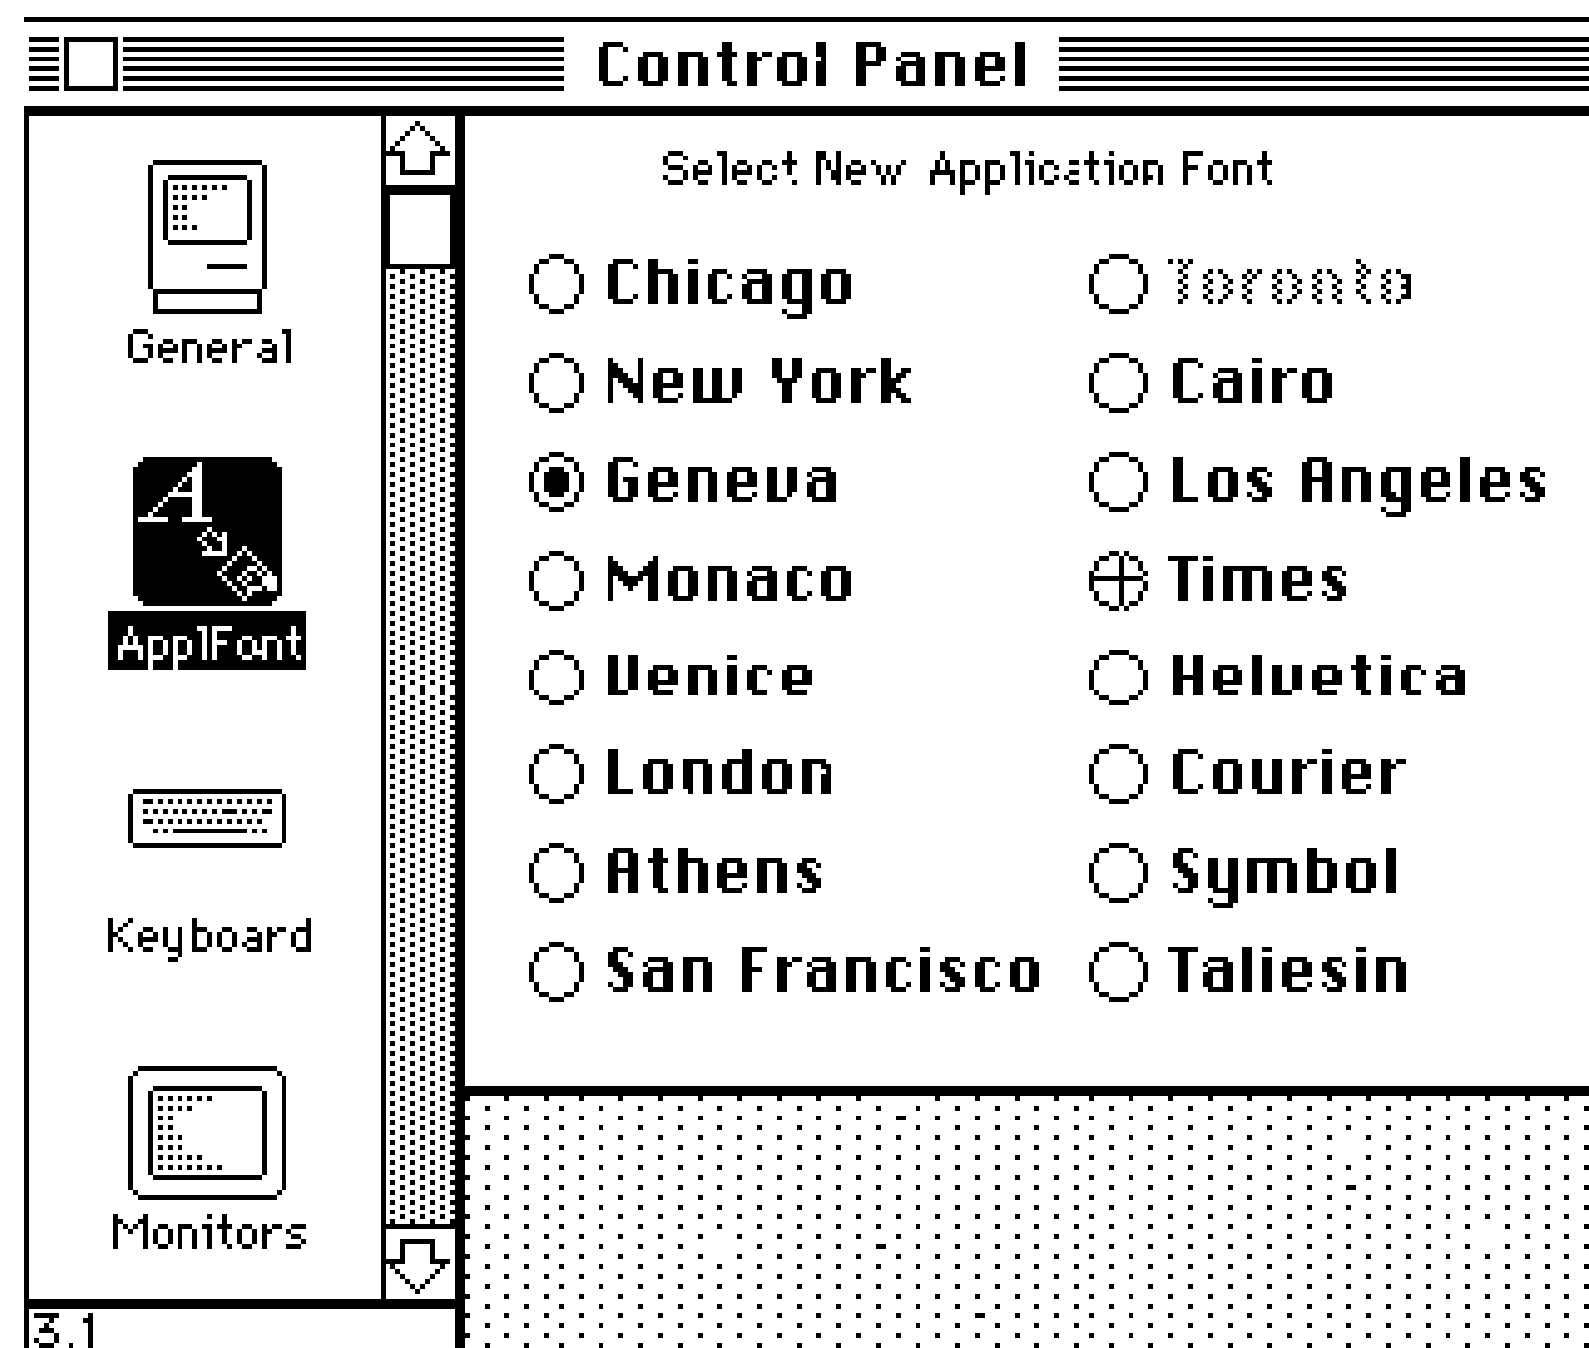 Control Panel
General
ApplFont
Keyboard
Monitors
3.1
Select New Application Font
Chicago
New York
Geneva
Monaco
Venice
London
Athens
San Francisco
Toronto
Cairo
Los Angeles
Times
Helvetica
Courier
Symbol
Taliesin